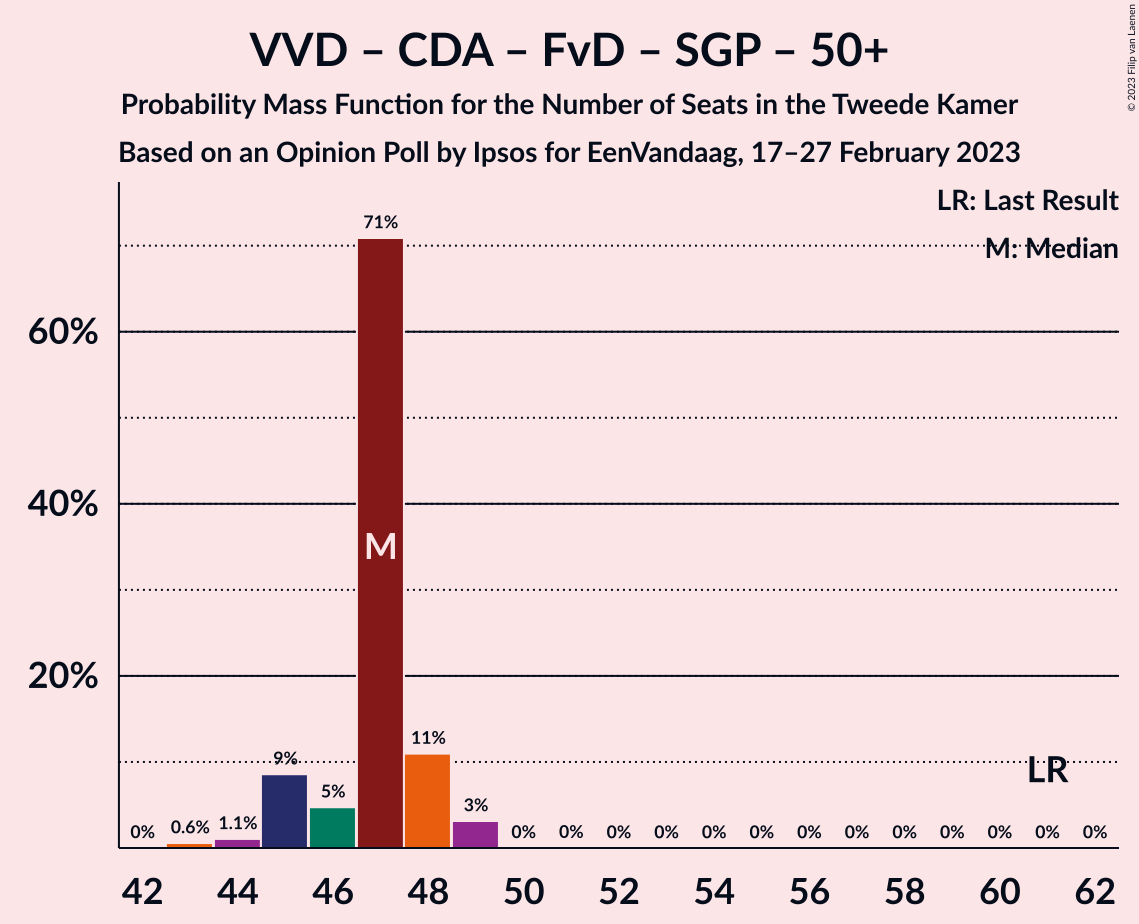 © 2023 Filip van Laenen
VVD – CDA – FvD – SGP – 50+
Probability Mass Function for the Number of Seats in the Tweede Kamer
Based on an Opinion Poll by Ipsos for EenVandaag, 17–27 February 2023
LR: Last Result
M: Median
71%
60%
40%
M
20%
11%
9%
LR
5%
3%
0% 0.6% 1.1% 0% 0% 0% 0% 0% 0% 0% 0% 0% 0% 0% 0% 0%
42 44 46 48 50 52 54 56 58 60 62